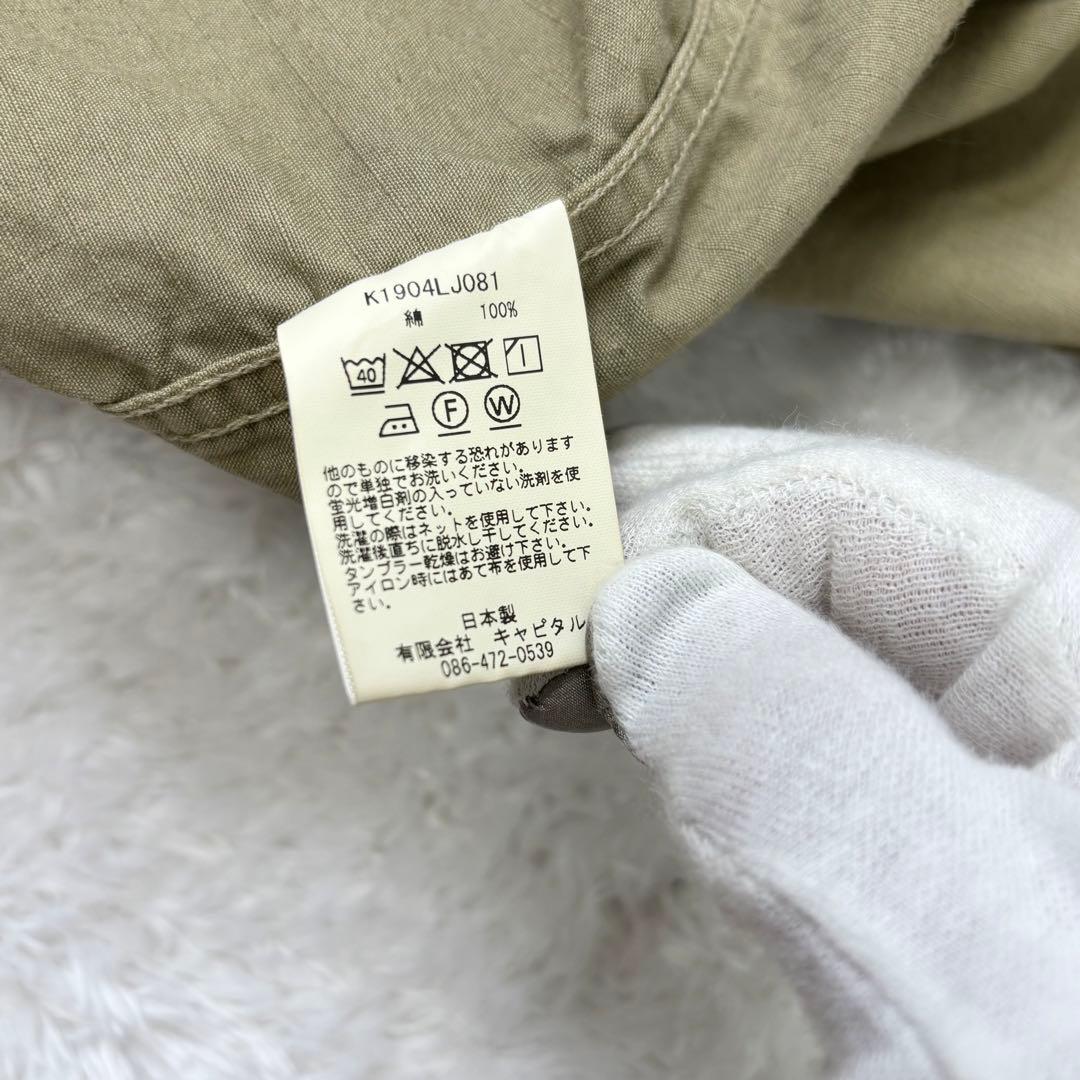 K1904LJ081
綿 100%
40
F W
他のものに移染する恐れがあります
ので単独でお洗いください。
蛍光増白剤の入っていない洗剤を使
用してください。
洗濯の際はネットを使用して下さい。
洗濯後直ちに脱水し干してください。
タンブラー乾燥はお避け下さい。
アイロン時にはあて布を使用して下
さい。
日本製
有限会社 キャピタル
086-472-0539